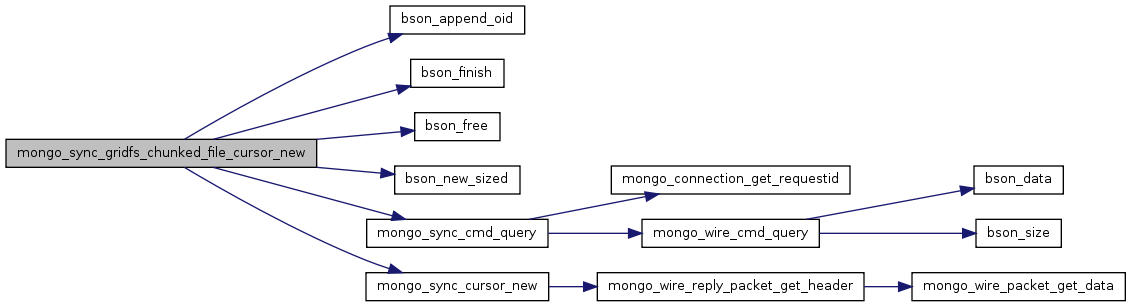 bson_append_oid
bson_finish
bson_free
mongo_sync_gridfs_chunked_file_cursor_new
bson_new_sized
mongo_connection_get_requestid
bson_data
mongo_sync_cmd_query
mongo_wire_cmd_query
bson_size
mongo_sync_cursor_new
mongo_wire_reply_packet_get_header
mongo_wire_packet_get_data